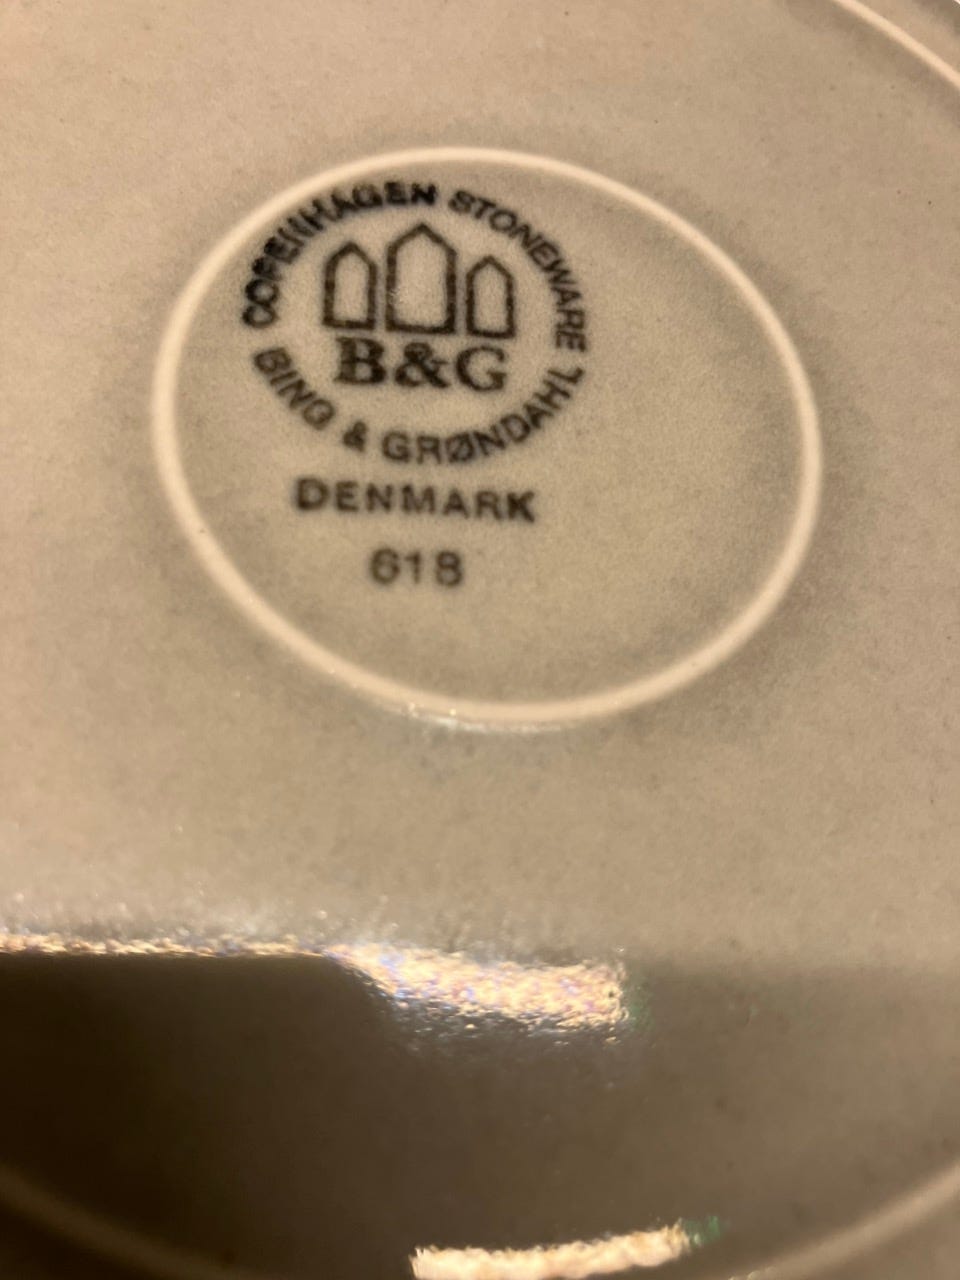 COPENHAGEN STONEWARE
B&G
BING & GRØNDAHL
DENMARK
618